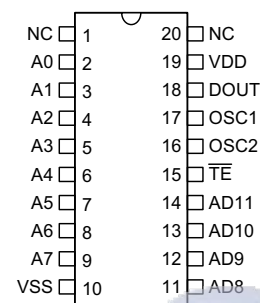 NC 1 20 NC
A0 2 19 VDD
A1 3 18 DOUT
A2 4 17 OSC1
A3 5 16 OSC2
A4 6 15 TE
A5 7 14 AD11
A6 8 13 AD10
A7 9 12 AD9
VSS 10 11 AD8